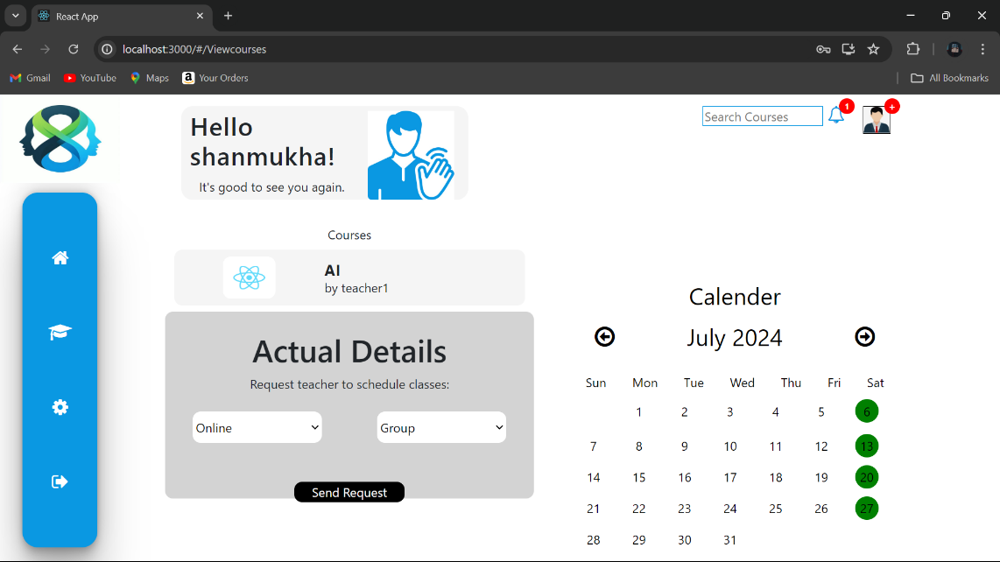 React App
localhost:3000/#/Viewcourses
Gmail YouTube Maps Your Orders All Bookmarks
Hello
shanmukha!
It's good to see you again.
Search Courses
1
+
Courses
AI
by teacher1
Actual Details
Request teacher to schedule classes:
Online Group
Send Request
Calender
July 2024
Sun Mon Tue Wed Thu Fri Sat
1 2 3 4 5 6
7 8 9 10 11 12 13
14 15 16 17 18 19 20
21 22 23 24 25 26 27
28 29 30 31